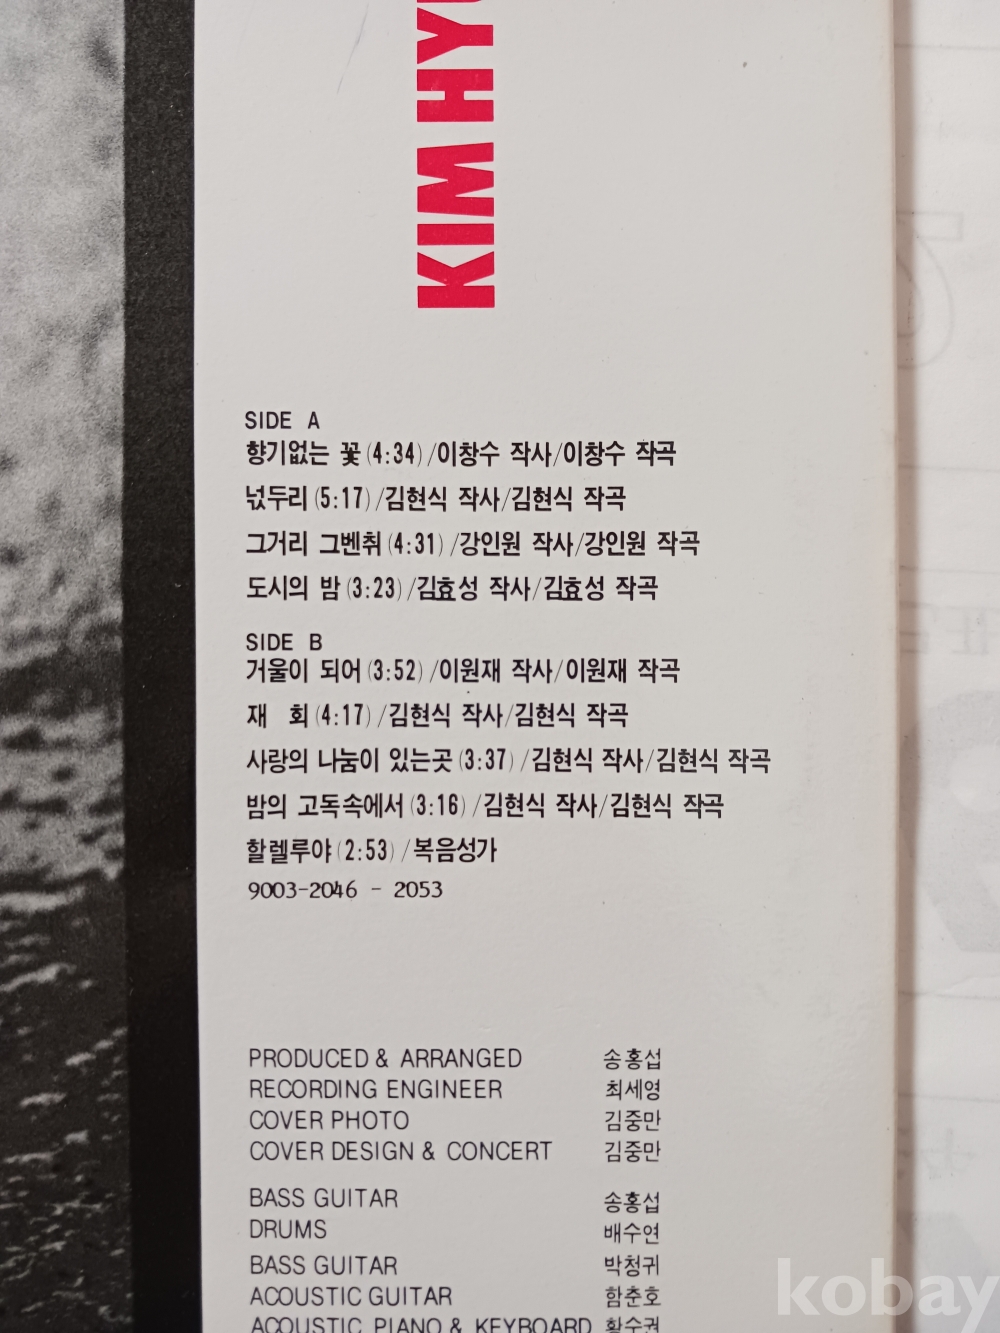 KIM HYU
SIDE A
향기없는 꽃(4:34)/이창수 작사/이창수 작곡
넋두리(5:17)/김현식 작사/김현식 작곡
그거리 그벤취(4:31)/강인원 작사/강인원 작곡
도시의 밤(3:23)/김효성 작사/김효성 작곡
SIDE B
거울이 되어(3:52)/이원재 작사/이원재 작곡
재 회(4:17)/김현식 작사/김현식 작곡
사랑의 나눔이 있는곳(3:37)/김현식 작사/김현식 작곡
밤의 고독속에서(3:16)/김현식 작사/김현식 작곡
할렐루야(2:53)/복음성가
9003-2046 - 2053
PRODUCED & ARRANGED 송홍섭
RECORDING ENGINEER 최세영
COVER PHOTO 김중만
COVER DESIGN & CONCERT 김중만
BASS GUITAR 송홍섭
DRUMS 배수연
BASS GUITAR 박청귀
ACOUSTIC GUITAR 함춘호
ACOUSTIC PIANO & KEYBOARD 황수권
kobay